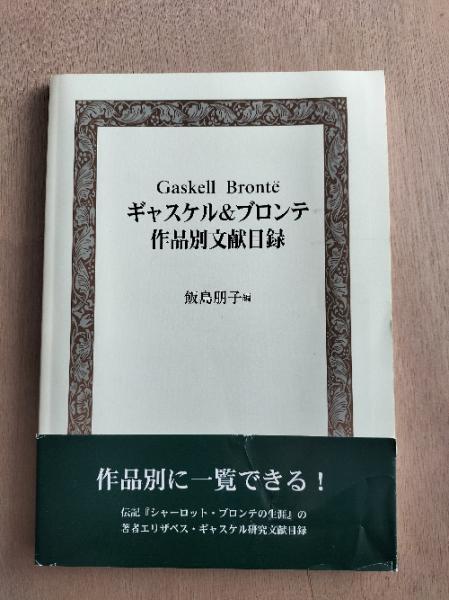 Gaskell Brontë
ギャスケル&ブロンテ
作品別文献目録
飯島朋子編
作品別に一覧できる!
伝記『シャーロット・ブロンテの生涯』の
著者エリザベス・ギャスケル研究文献目録